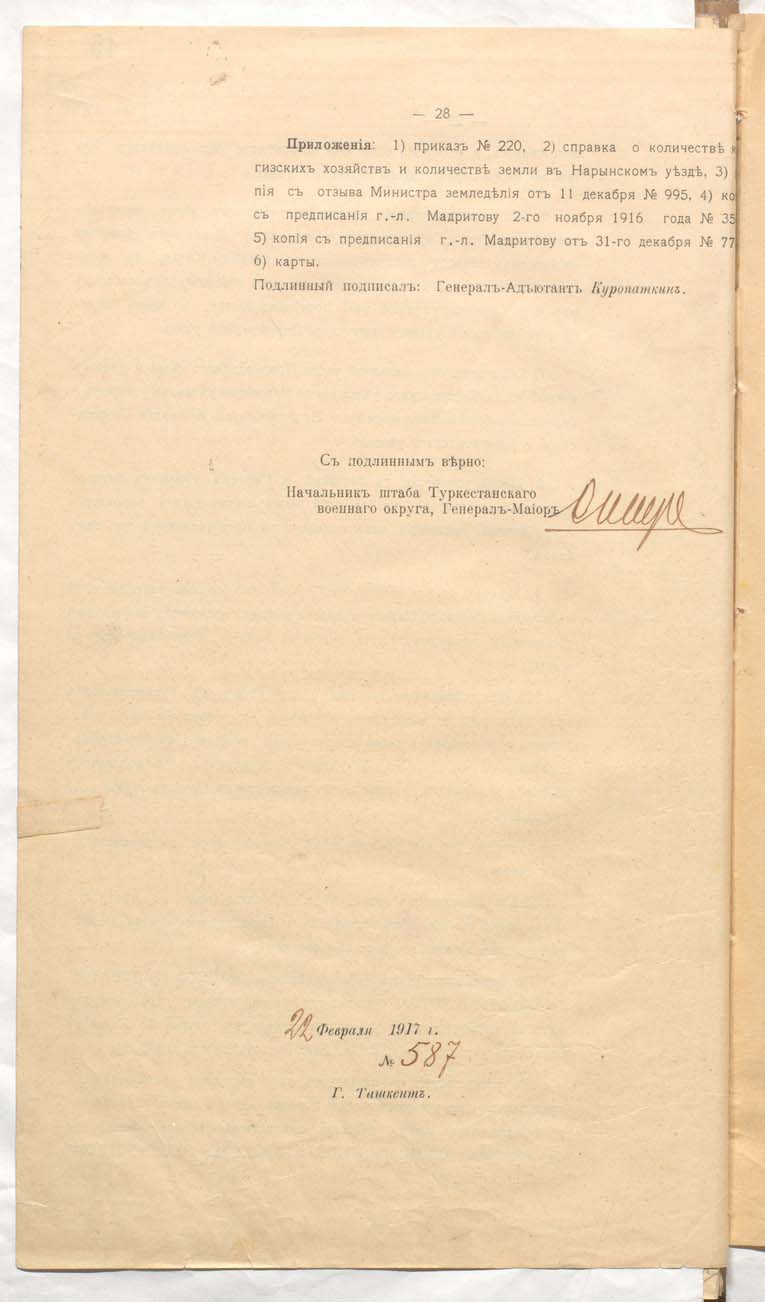 — 28 —
Приложенія: 1) приказъ № 220, 2) справка о количествѣ
гизскихъ хозяйствъ и количествѣ земли въ Нарынскомъ уѣздѣ, 3)
пія съ отзыва Министра земледѣлія отъ 11 декабря № 995, 4) ко
съ предписанія г.-л. Мадритову 2-го ноября 1916 года № 35
5) копія съ предписанія г.-л. Мадритову отъ 31-го декабря № 77
6) карты.
Подлинный подписалъ: Генералъ-Адъютантъ Куропаткинъ.
Съ подлиннымъ вѣрно:
Начальникъ штаба Туркестанскаго
военнаго округа, Генералъ-Маіоръ
22 Февраля 1917 г.
№ 587
Г. Ташкентъ.